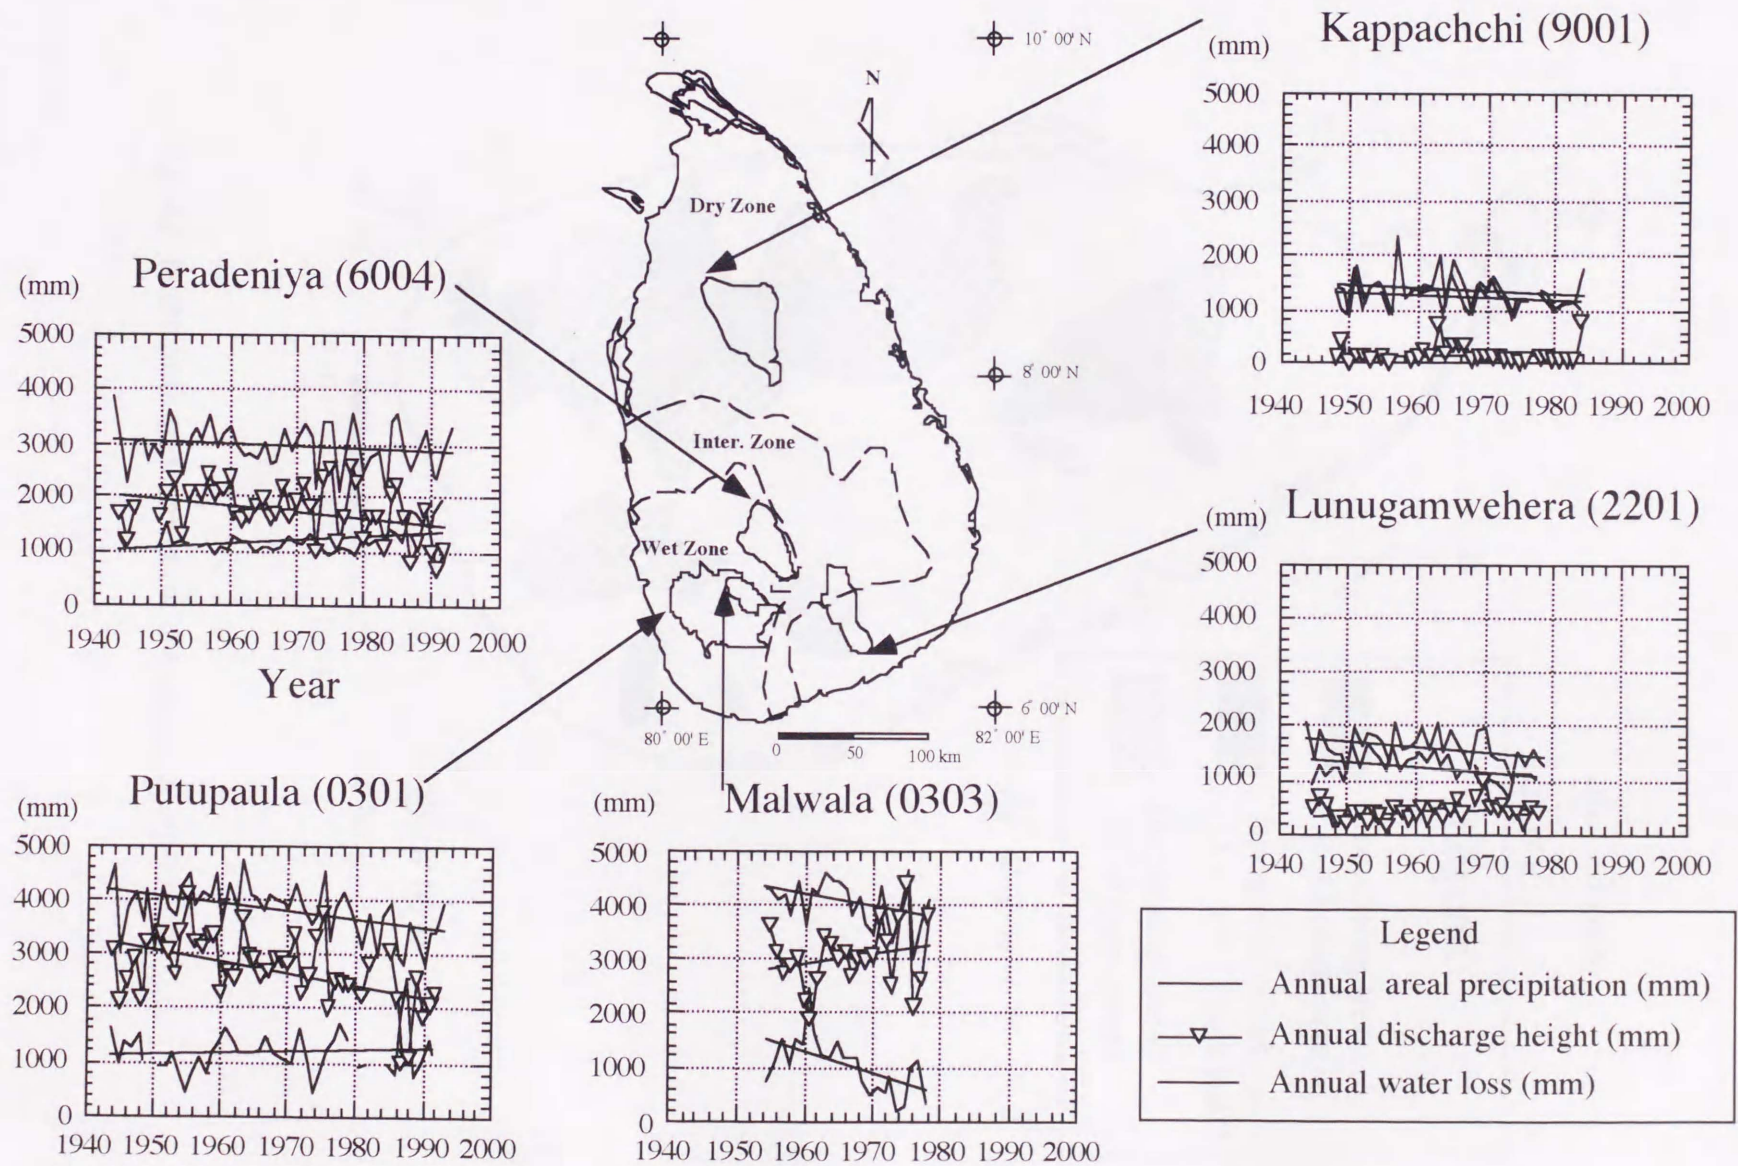 Kappachchi (9001)
(mm)
5000
4000
3000
2000
1000
0
1940 1950 1960 1970 1980 1990 2000
10° 00' N
N
Dry Zone
8° 00' N
Inter. Zone
Wet Zone
6° 00' N
80° 00' E
82° 00' E
0 50 100 km
Peradeniya (6004)
(mm)
5000
4000
3000
2000
1000
0
1940 1950 1960 1970 1980 1990 2000
Year
Lunugamwehera (2201)
(mm)
5000
4000
3000
2000
1000
0
1940 1950 1960 1970 1980 1990 2000
Putupaula (0301)
(mm)
5000
4000
3000
2000
1000
0
1940 1950 1960 1970 1980 1990 2000
Malwala (0303)
(mm)
5000
4000
3000
2000
1000
0
1940 1950 1960 1970 1980 1990 2000
Legend
Annual areal precipitation (mm)
Annual discharge height (mm)
Annual water loss (mm)